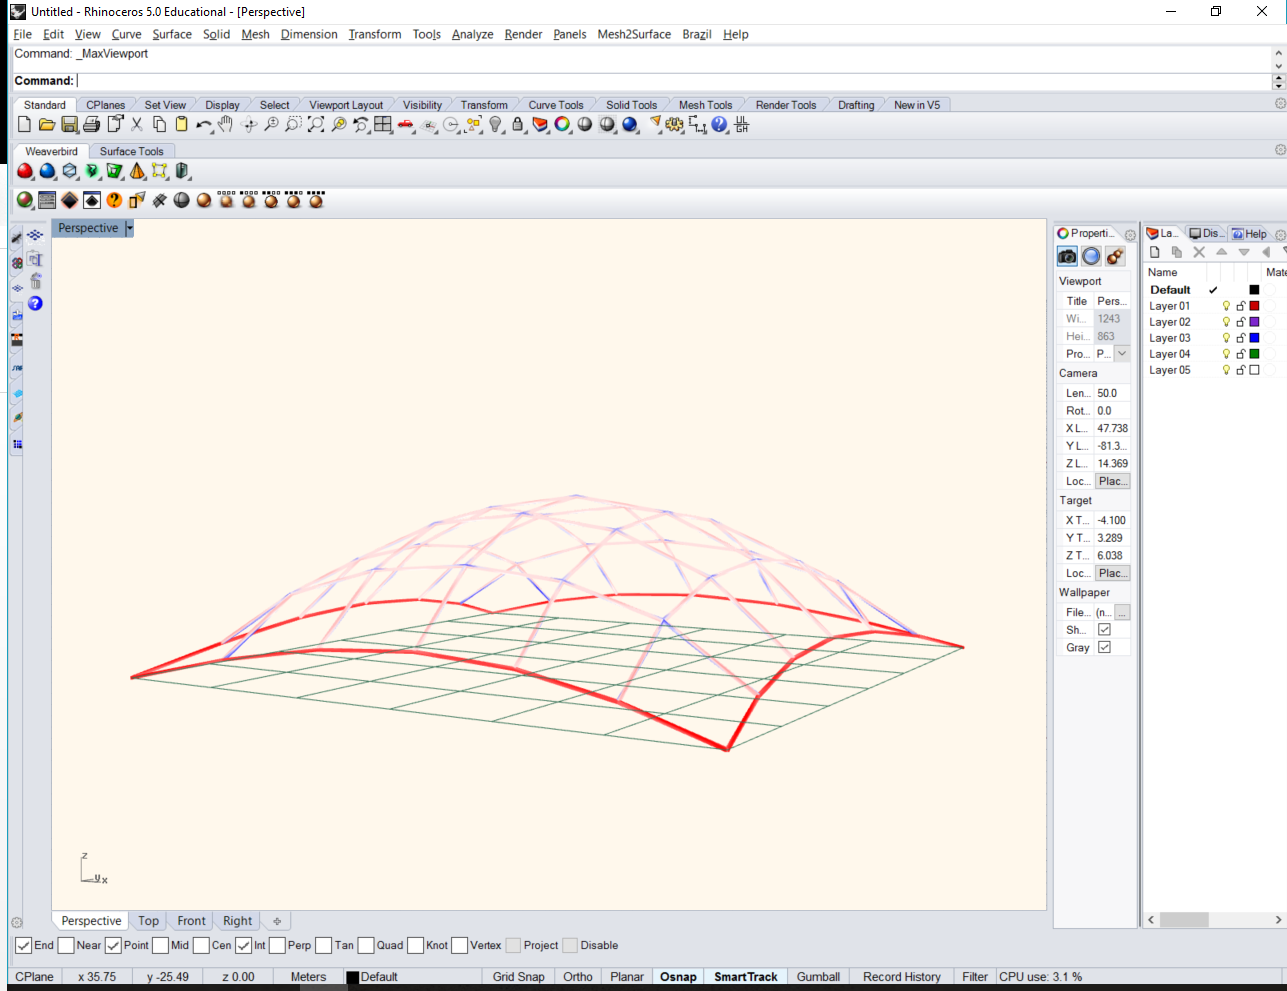 Untitled - Rhinoceros 5.0 Educational - [Perspective]
File Edit View Curve Surface Solid Mesh Dimension Transform Tools Analyze Render Panels Mesh2Surface Brazil Help
Command: _MaxViewport
Command:
Standard CPlanes Set View Display Select Viewport Layout Visibility Transform Curve Tools Solid Tools Mesh Tools Render Tools Drafting New in V5
GH
Weaverbird Surface Tools
Perspective
Properti... La... Dis... Help
Viewport
Title Pers...
Wi... 1243
Hei... 863
Pro... P...
Camera
Len... 50.0
Rot... 0.0
X L... 47.738
Y L... -81.3...
Z L... 14.369
Loc... Plac...
Target
X T... -4.100
Y T... 3.289
Z T... 6.038
Loc... Plac...
Wallpaper
File... (n... ...
Sh...
Gray
Name Mate
Default
Layer 01
Layer 02
Layer 03
Layer 04
Layer 05
z
y x
Perspective Top Front Right
End Near Point Mid Cen Int Perp Tan Quad Knot Vertex Project Disable
CPlane x 35.75 y -25.49 z 0.00 Meters Default Grid Snap Ortho Planar Osnap SmartTrack Gumball Record History Filter CPU use: 3.1 %